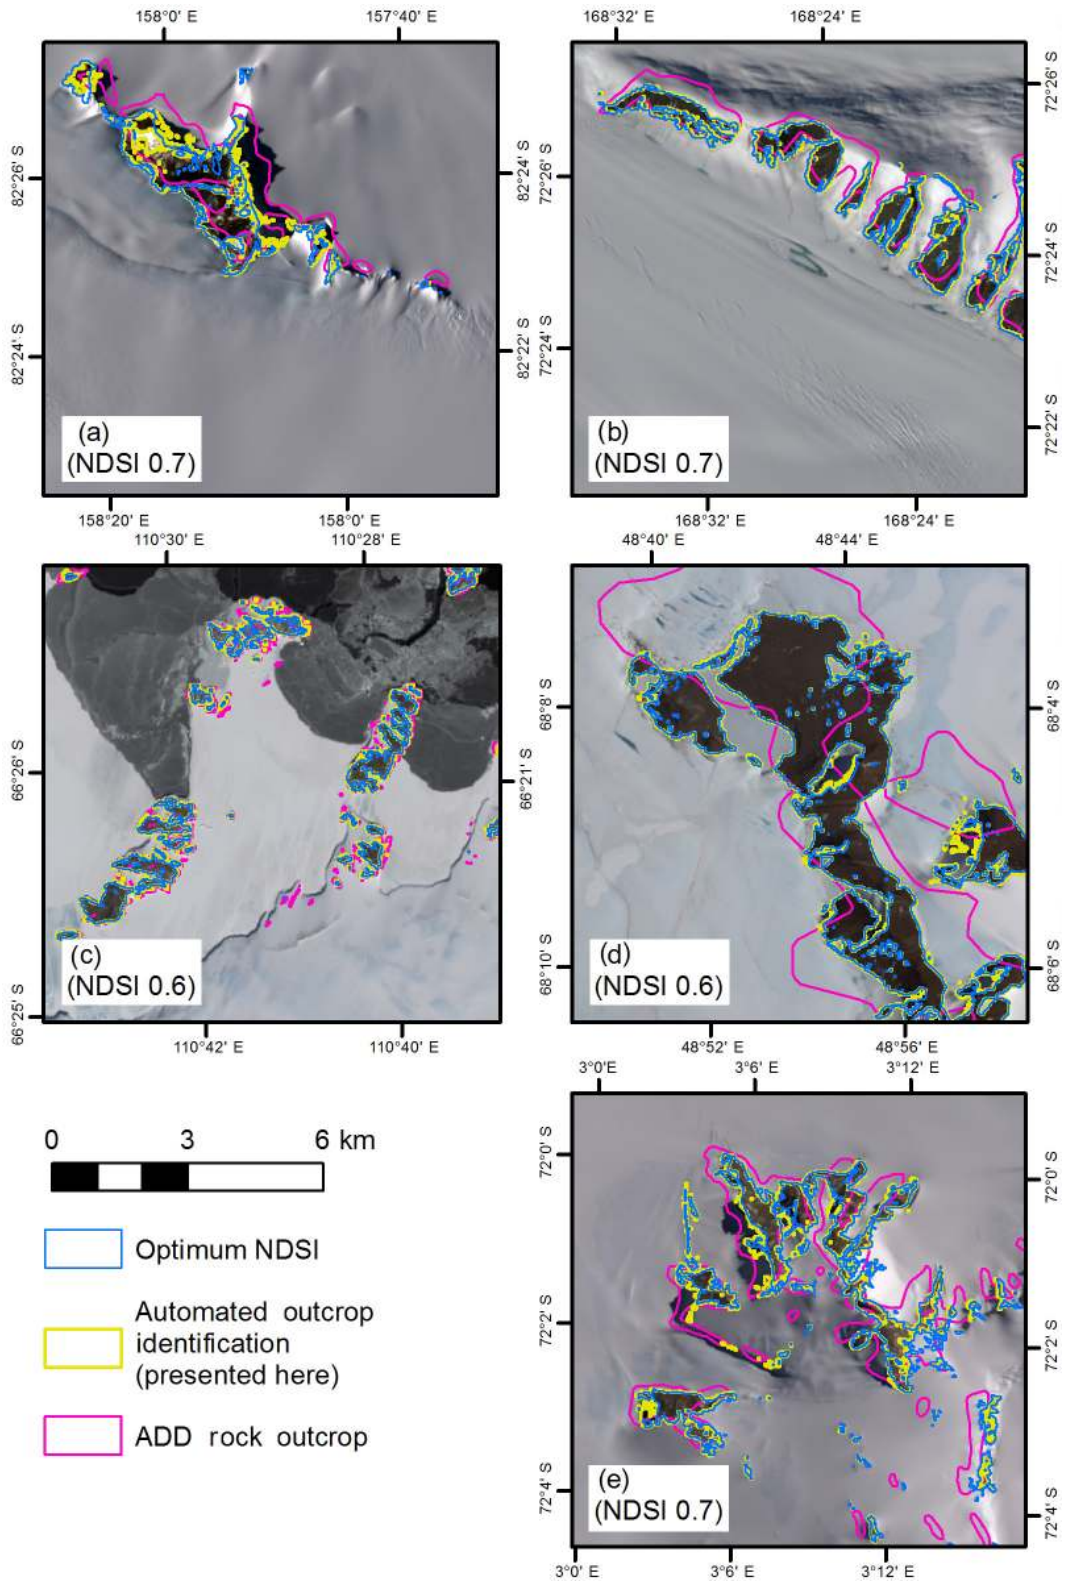 158°0' E
157°40' E
168°32' E
168°24' E
82°26' S
82°24' S
82°24' S
82°22' S
72°26' S
72°24' S
72°26' S
72°24' S
72°22' S
(a)
(NDSI 0.7)
(b)
(NDSI 0.7)
158°20' E
158°0' E
168°32' E
168°24' E
110°30' E
110°28' E
48°40' E
48°44' E
66°26' S
66°25' S
66°21' S
68°8' S
68°10' S
68°4' S
68°6' S
(c)
(NDSI 0.6)
(d)
(NDSI 0.6)
110°42' E
110°40' E
48°52' E
48°56' E
3°0'E
3°6' E
3°12' E
0
3
6 km
Optimum NDSI
Automated outcrop
identification
(presented here)
ADD rock outcrop
72°0' S
72°2' S
72°4' S
72°0' S
72°2' S
72°4' S
(e)
(NDSI 0.7)
3°0' E
3°6' E
3°12' E